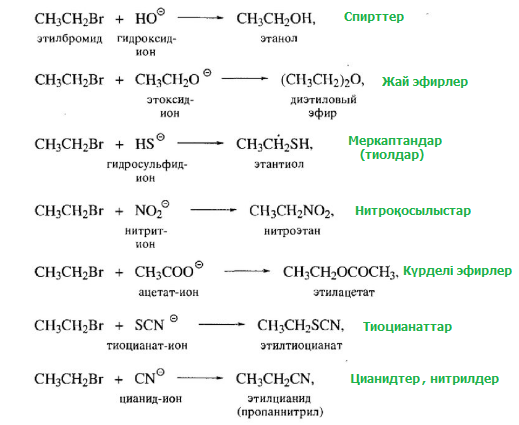 CH₃CH₂Br + HO⊖ ⟶ CH₃CH₂OH, Спирттер
этилбромид гидроксид- этанол
ион
CH₃CH₂Br + CH₃CH₂O⊖ ⟶ (CH₃CH₂)₂O, Жай эфирлер
этоксид- диэтиловый
ион эфир
CH₃CH₂Br + HS⊖ ⟶ CH₃CH₂SH, Меркаптандар
гидросульфид- этантиол (тиолдар)
ион
CH₃CH₂Br + NO₂⊖ ⟶ CH₃CH₂NO₂, Нитроқосылыстар
нитрит- нитроэтан
ион
CH₃CH₂Br + CH₃COO⊖ ⟶ CH₃CH₂OCOCH₃, Күрделі эфирлер
ацетат-ион этилацетат
CH₃CH₂Br + SCN⊖ ⟶ CH₃CH₂SCN, Тиоцианаттар
тиоцианат-ион этилтиоцианат
CH₃CH₂Br + CN⊖ ⟶ CH₃CH₂CN, Цианидтер , нитрилдер
цианид-ион этилцианид
(пропаннитрил)